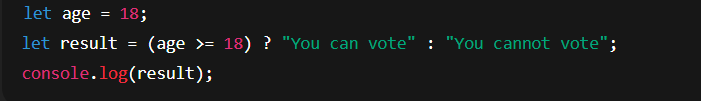 let age = 18;
let result = (age >= 18) ? "You can vote" : "You cannot vote";
console.log(result);